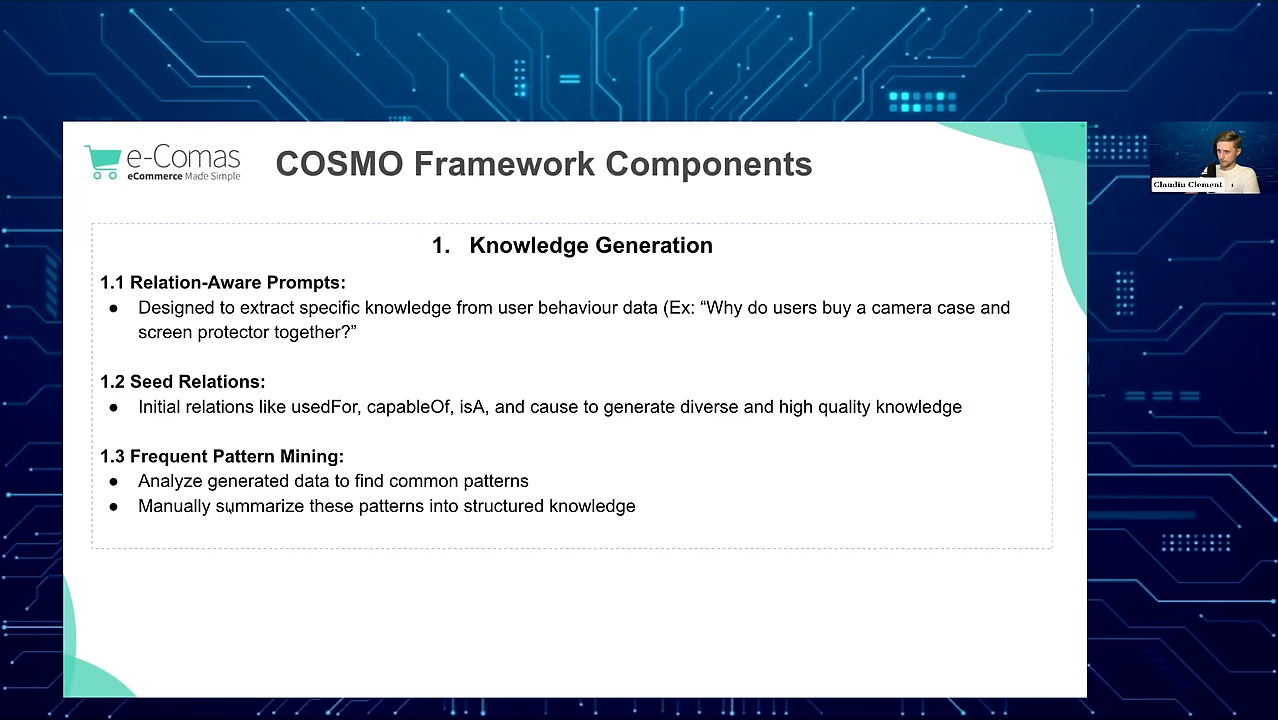 e-Comas
eCommerce Made Simple
COSMO Framework Components
Claudiu Clement
1. Knowledge Generation
1.1 Relation-Aware Prompts:
● Designed to extract specific knowledge from user behaviour data (Ex: “Why do users buy a camera case and
screen protector together?”
1.2 Seed Relations:
● Initial relations like usedFor, capableOf, isA, and cause to generate diverse and high quality knowledge
1.3 Frequent Pattern Mining:
● Analyze generated data to find common patterns
● Manually summarize these patterns into structured knowledge